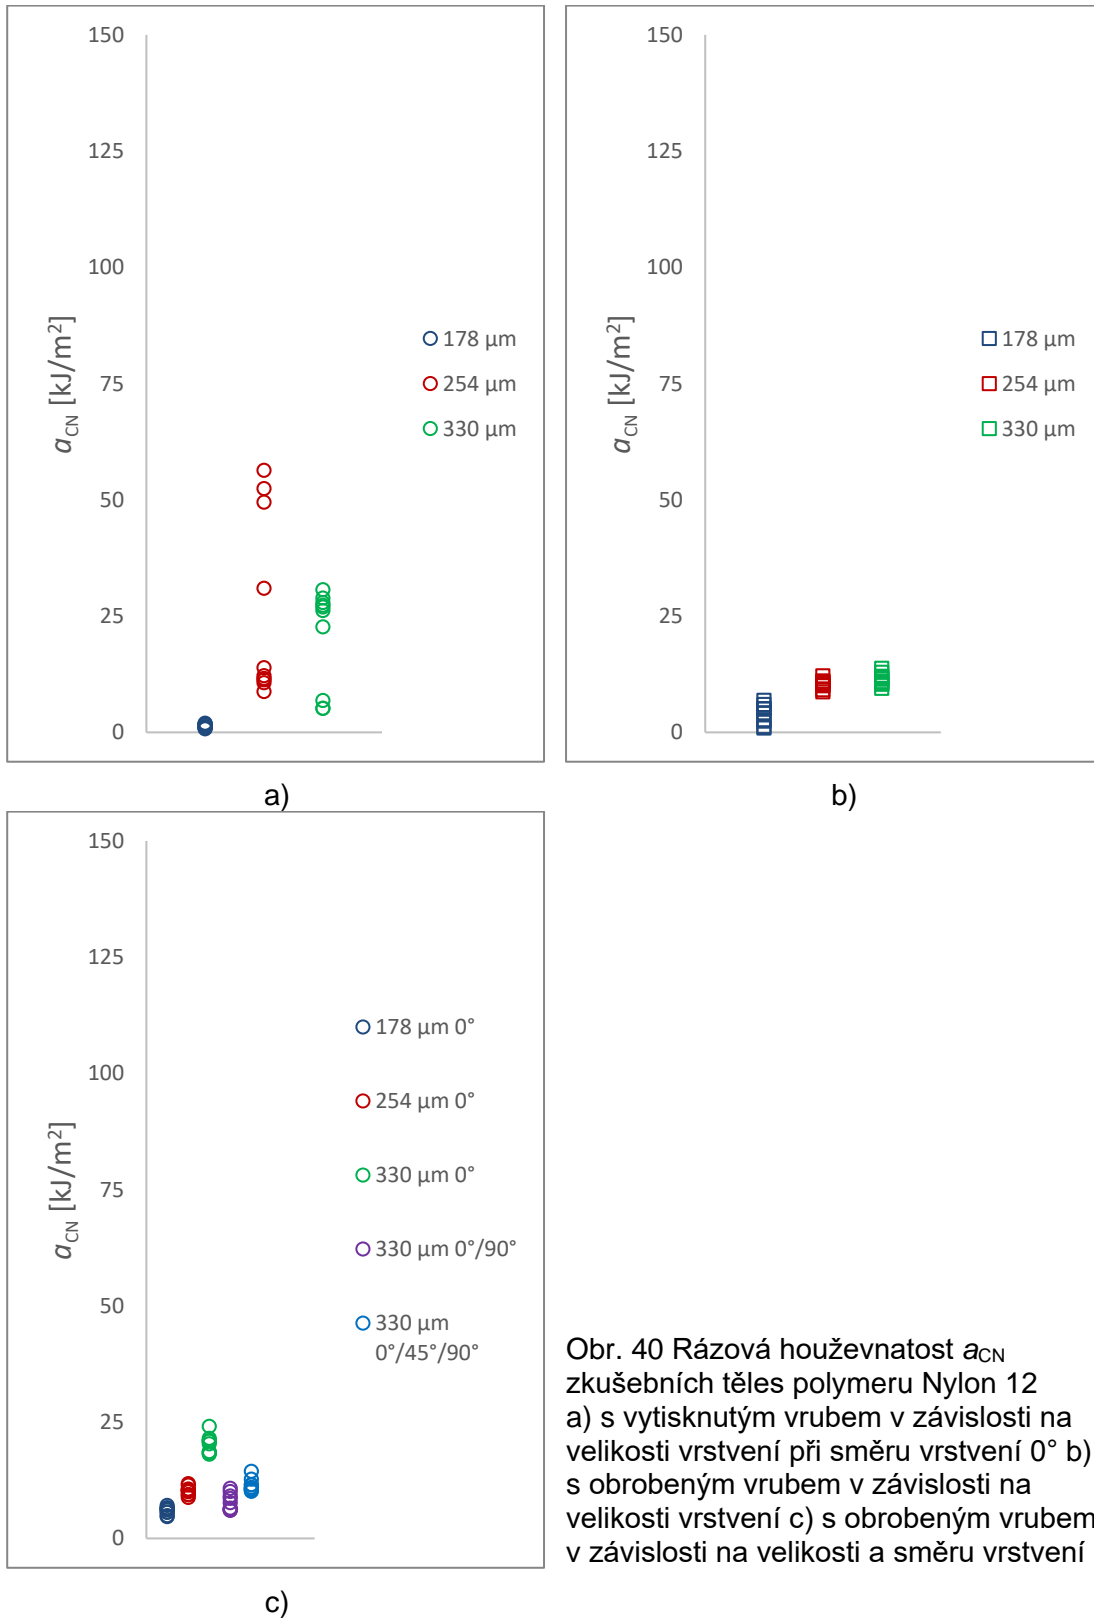 150
125
100
75
50
25
0
aCN [kJ/m²]
178 µm
254 µm
330 µm
a)
150
125
100
75
50
25
0
aCN [kJ/m²]
178 µm
254 µm
330 µm
b)
150
125
100
75
50
25
0
aCN [kJ/m²]
178 µm 0°
254 µm 0°
330 µm 0°
330 µm 0°/90°
330 µm
0°/45°/90°
c)
Obr. 40 Rázová houževnatost aCN
zkušebních těles polymeru Nylon 12
a) s vytisknutým vrubem v závislosti na
velikosti vrstvení při směru vrstvení 0° b)
s obrobeným vrubem v závislosti na
velikosti vrstvení c) s obrobeným vrubem
v závislosti na velikosti a směru vrstvení